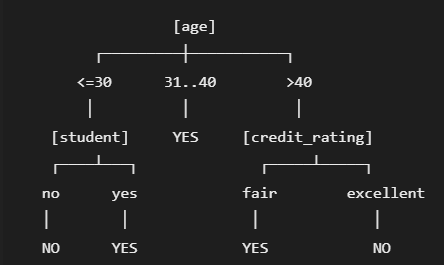 [age]
<=30 31..40 >40
[student] YES [credit_rating]
no yes fair excellent
NO YES YES NO